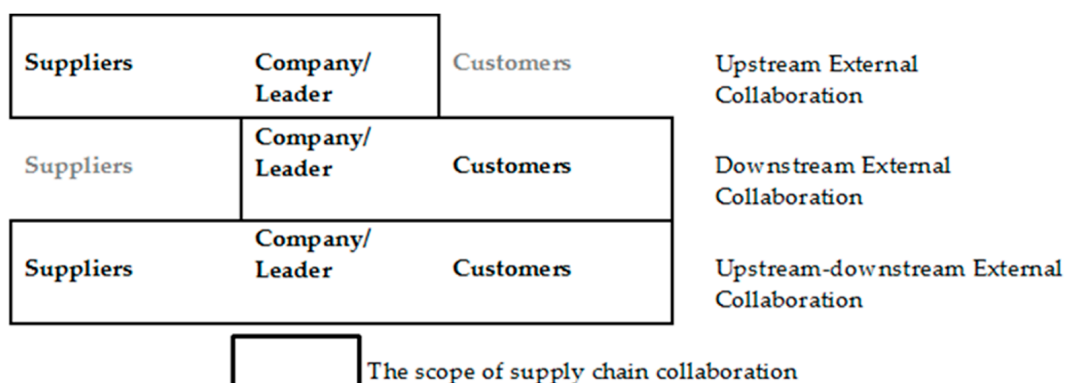 Suppliers Company/ Customers Upstream External
Leader Collaboration
Company/
Suppliers Leader Customers Downstream External
Collaboration
Company/
Suppliers Leader Customers Upstream-downstream External
Collaboration
The scope of supply chain collaboration